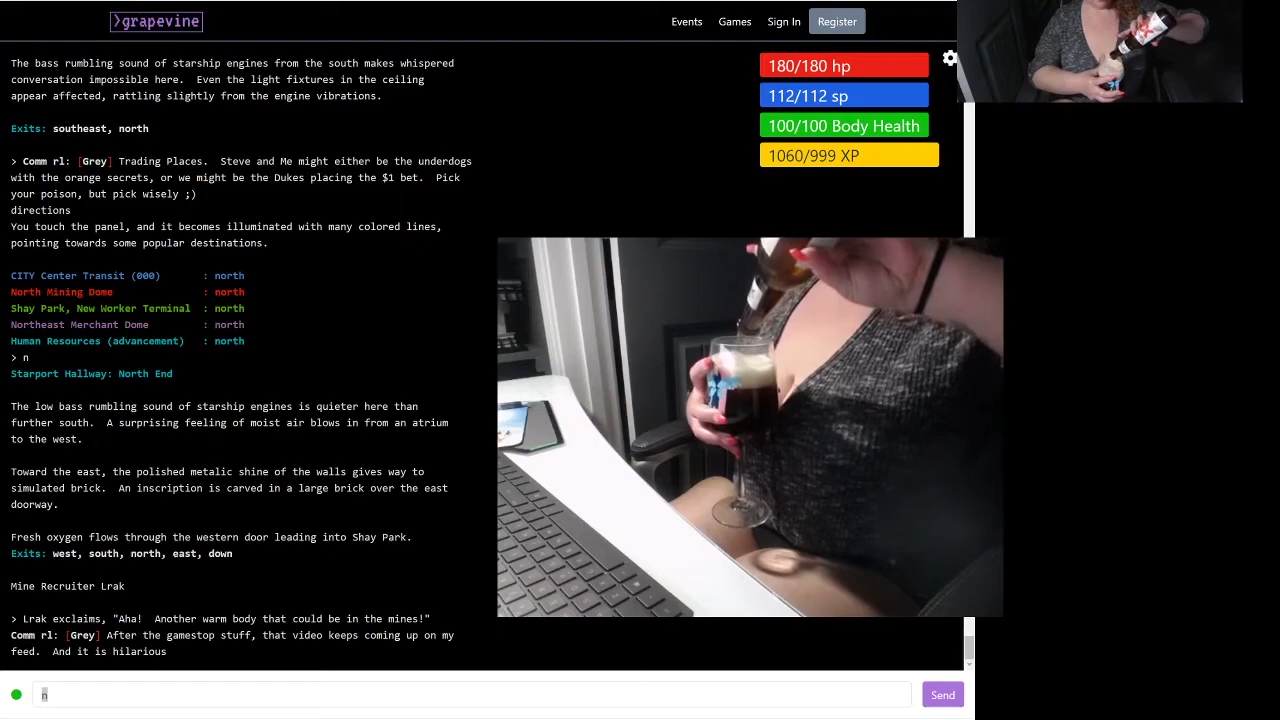 >grapevine
Events Games Sign In Register
The bass rumbling sound of starship engines from the south makes whispered
conversation impossible here. Even the light fixtures in the ceiling
appear affected, rattling slightly from the engine vibrations.
Exits: southeast, north
> Comm rl: [Grey] Trading Places. Steve and Me might either be the underdogs
with the orange secrets, or we might be the Dukes placing the $1 bet. Pick
your poison, but pick wisely ;)
directions
You touch the panel, and it becomes illuminated with many colored lines,
pointing towards some popular destinations.
CITY Center Transit (000) : north
North Mining Dome : north
Shay Park, New Worker Terminal : north
Northeast Merchant Dome : north
Human Resources (advancement) : north
> n
Starport Hallway: North End
The low bass rumbling sound of starship engines is quieter here than
further south. A surprising feeling of moist air blows in from an atrium
to the west.
Toward the east, the polished metalic shine of the walls gives way to
simulated brick. An inscription is carved in a large brick over the east
doorway.
Fresh oxygen flows through the western door leading into Shay Park.
Exits: west, south, north, east, down
Mine Recruiter Lrak
> Lrak exclaims, "Aha! Another warm body that could be in the mines!"
Comm rl: [Grey] After the gamestop stuff, that video keeps coming up on my
feed. And it is hilarious
180/180 hp
112/112 sp
100/100 Body Health
1060/999 XP
n
Send